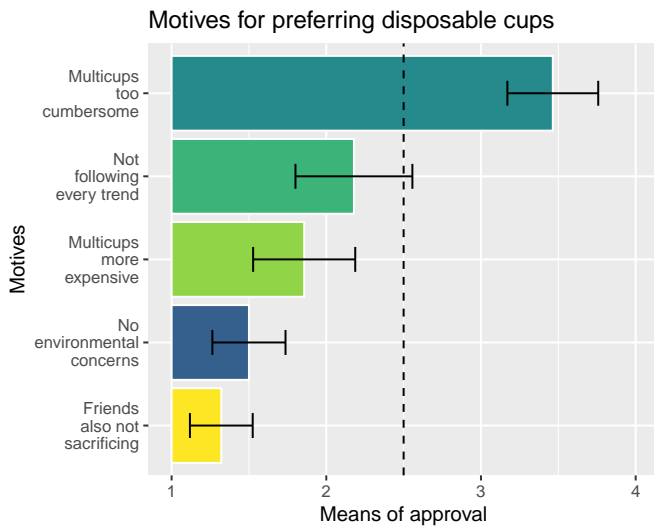 Motives for preferring disposable cups
Motives
Multicups
too
cumbersome
Not
following
every trend
Multicups
more
expensive
No
environmental
concerns
Friends
also not
sacrificing
1 2 3 4
Means of approval